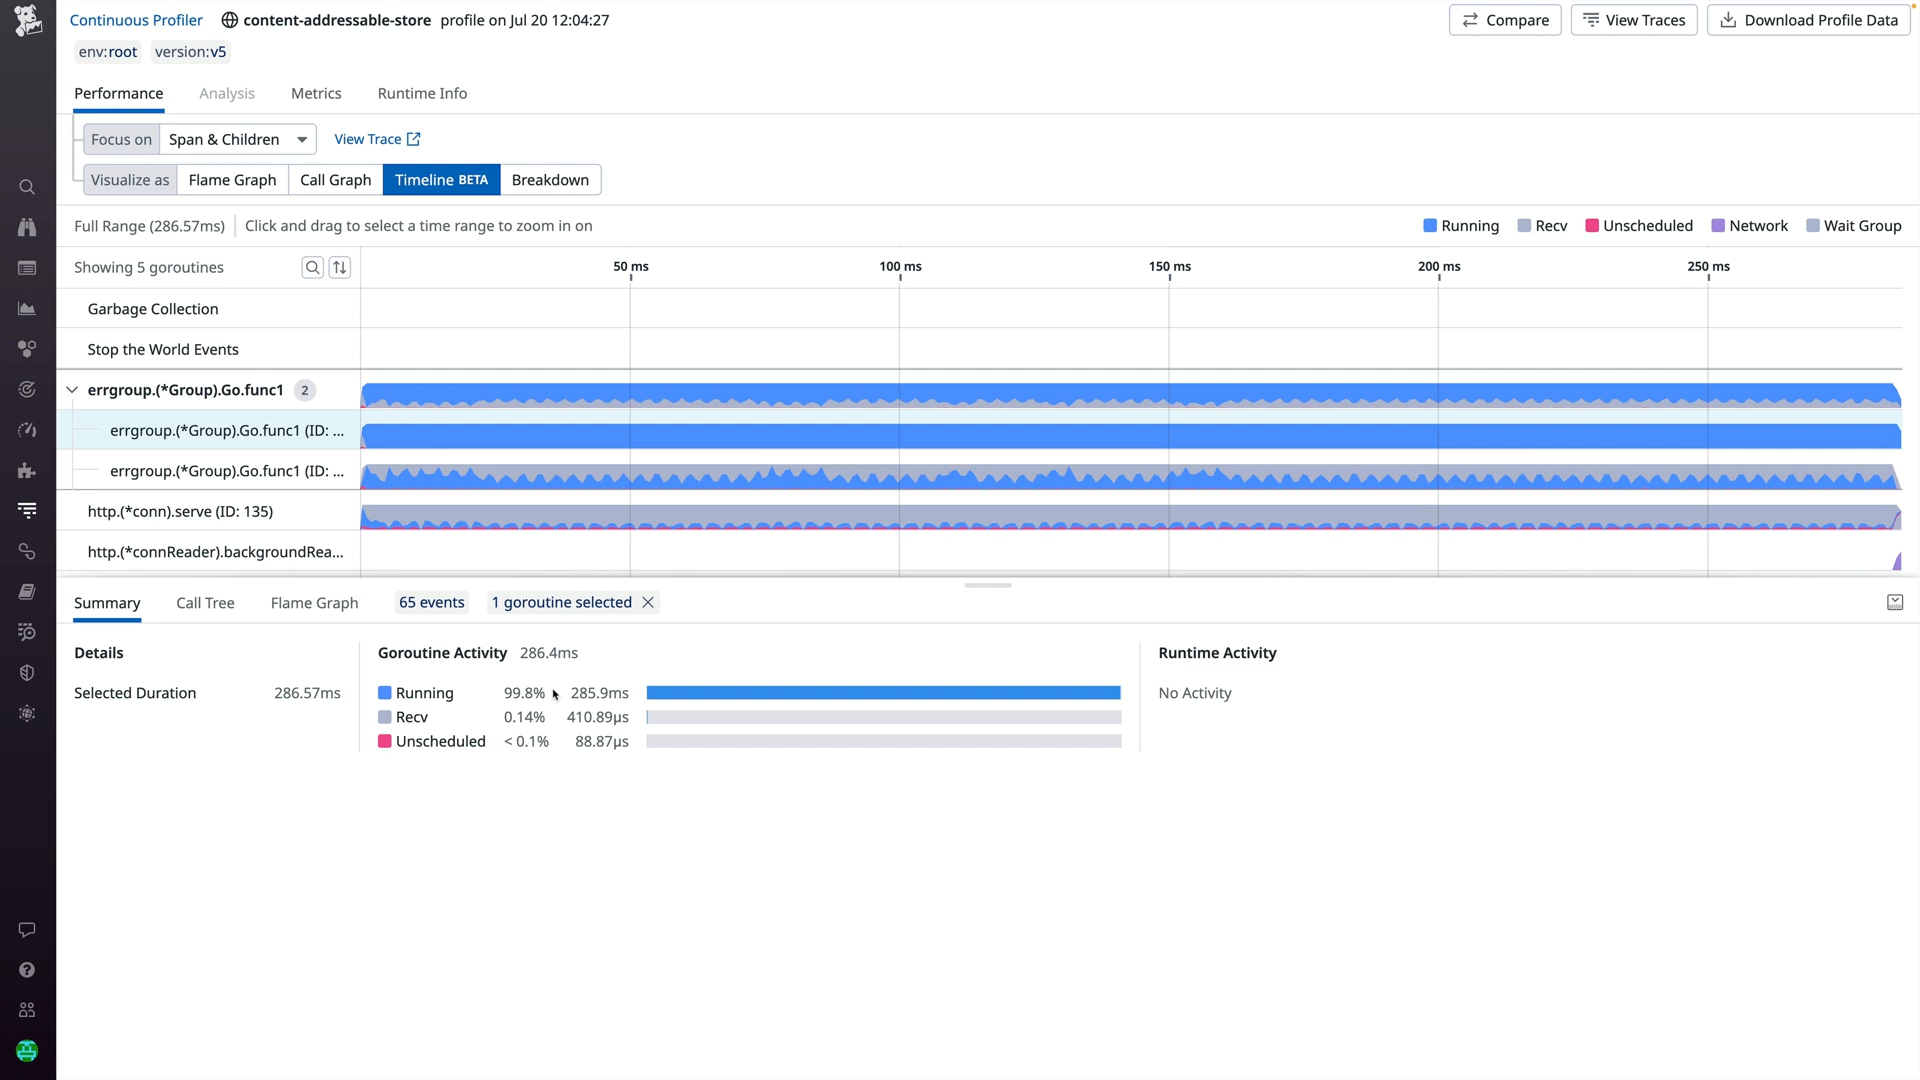 Continuous Profiler content-addressable-store profile on Jul 20 12:04:27 Compare View Traces Download Profile Data
env:root version:v5
Performance Analysis Metrics Runtime Info
Focus on Span & Children View Trace
Visualize as Flame Graph Call Graph Timeline BETA Breakdown
Full Range (286.57ms) Click and drag to select a time range to zoom in on Running Recv Unscheduled Network Wait Group
Showing 5 goroutines 50 ms 100 ms 150 ms 200 ms 250 ms
Garbage Collection
Stop the World Events
errgroup.(*Group).Go.func1 2
errgroup.(*Group).Go.func1 (ID: ...
errgroup.(*Group).Go.func1 (ID: ...
http.(*conn).serve (ID: 135)
http.(*connReader).backgroundRea...
Summary Call Tree Flame Graph 65 events 1 goroutine selected
Details Goroutine Activity 286.4ms Runtime Activity
Selected Duration 286.57ms Running 99.8% 285.9ms No Activity
Recv 0.14% 410.89µs
Unscheduled < 0.1% 88.87µs